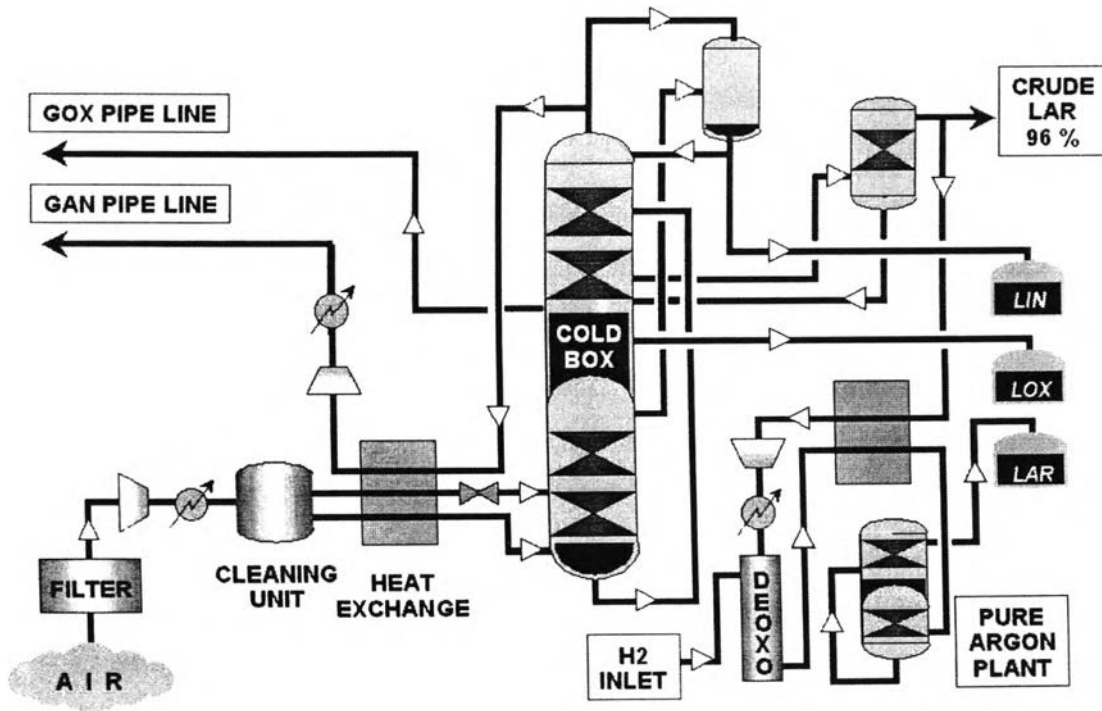 GOX PIPE LINE
GAN PIPE LINE
CRUDE
LAR
96 %
COLD
BOX
LIN
LOX
LAR
FILTER
AIR
CLEANING
UNIT
HEAT
EXCHANGE
H2
INLET
DEOXO
PURE
ARGON
PLANT